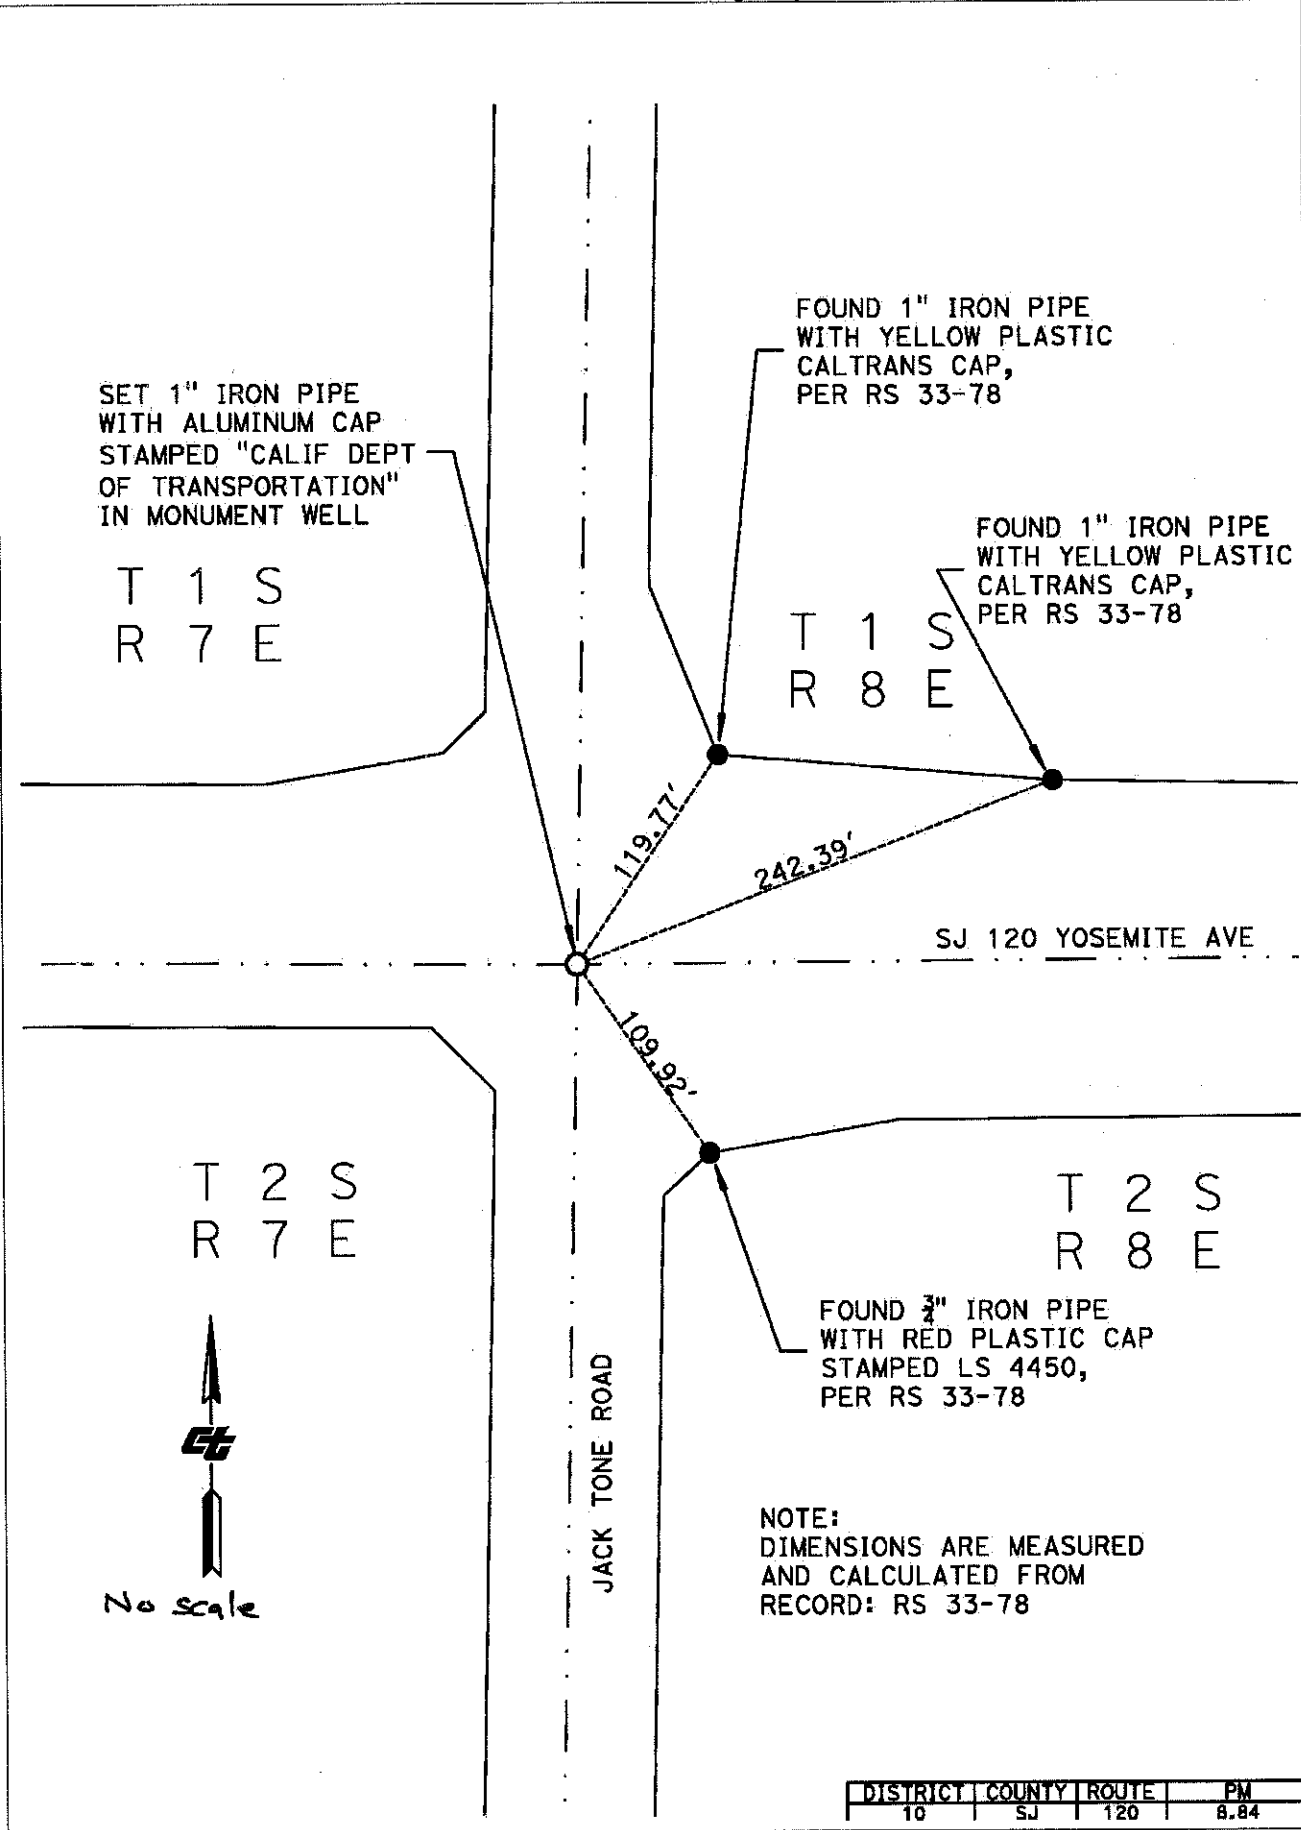 FOUND 1" IRON PIPE
WITH YELLOW PLASTIC
CALTRANS CAP,
PER RS 33-78
SET 1" IRON PIPE
WITH ALUMINUM CAP
STAMPED "CALIF DEPT
OF TRANSPORTATION"
IN MONUMENT WELL
FOUND 1" IRON PIPE
WITH YELLOW PLASTIC
CALTRANS CAP,
PER RS 33-78
T 1 S
R 7 E
T 1 S
R 8 E
119.77'
242.39'
SJ 120 YOSEMITE AVE
109.92'
T 2 S
R 7 E
T 2 S
R 8 E
FOUND 3/4" IRON PIPE
WITH RED PLASTIC CAP
STAMPED LS 4450,
PER RS 33-78
JACK TONE ROAD
ct
No scale
NOTE:
DIMENSIONS ARE MEASURED
AND CALCULATED FROM
RECORD: RS 33-78
DISTRICT COUNTY ROUTE PM
10 SJ 120 8.84